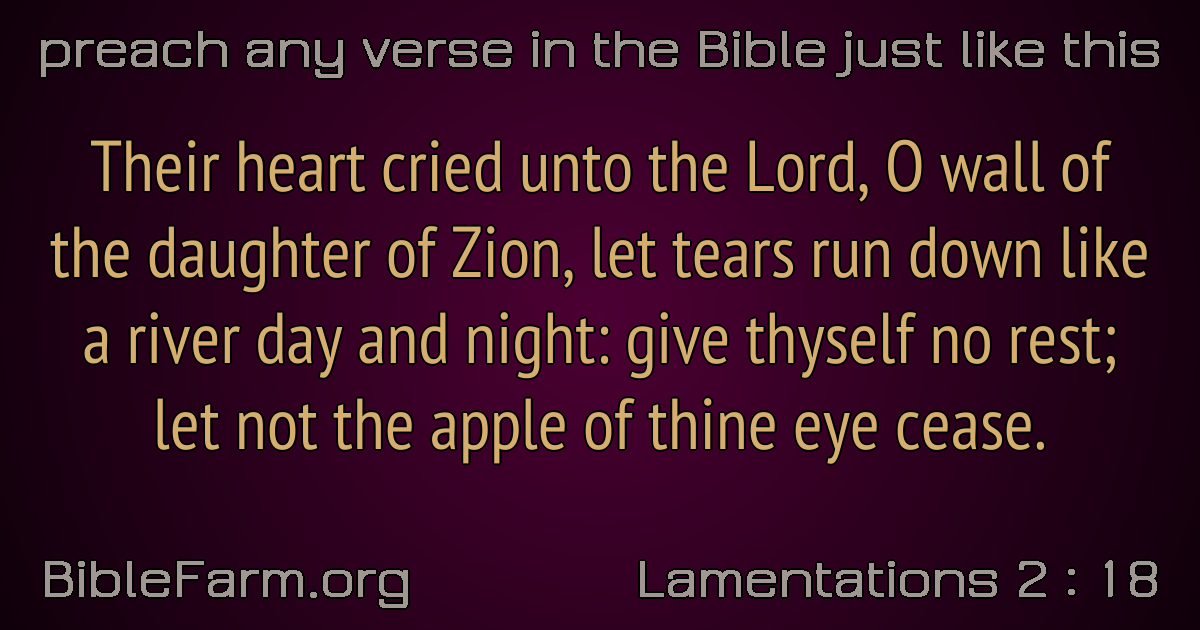 preach any verse in the Bible just like this
Their heart cried unto the Lord, O wall of
the daughter of Zion, let tears run down like
a river day and night: give thyself no rest;
let not the apple of thine eye cease.
BibleFarm.org
Lamentations 2 : 18